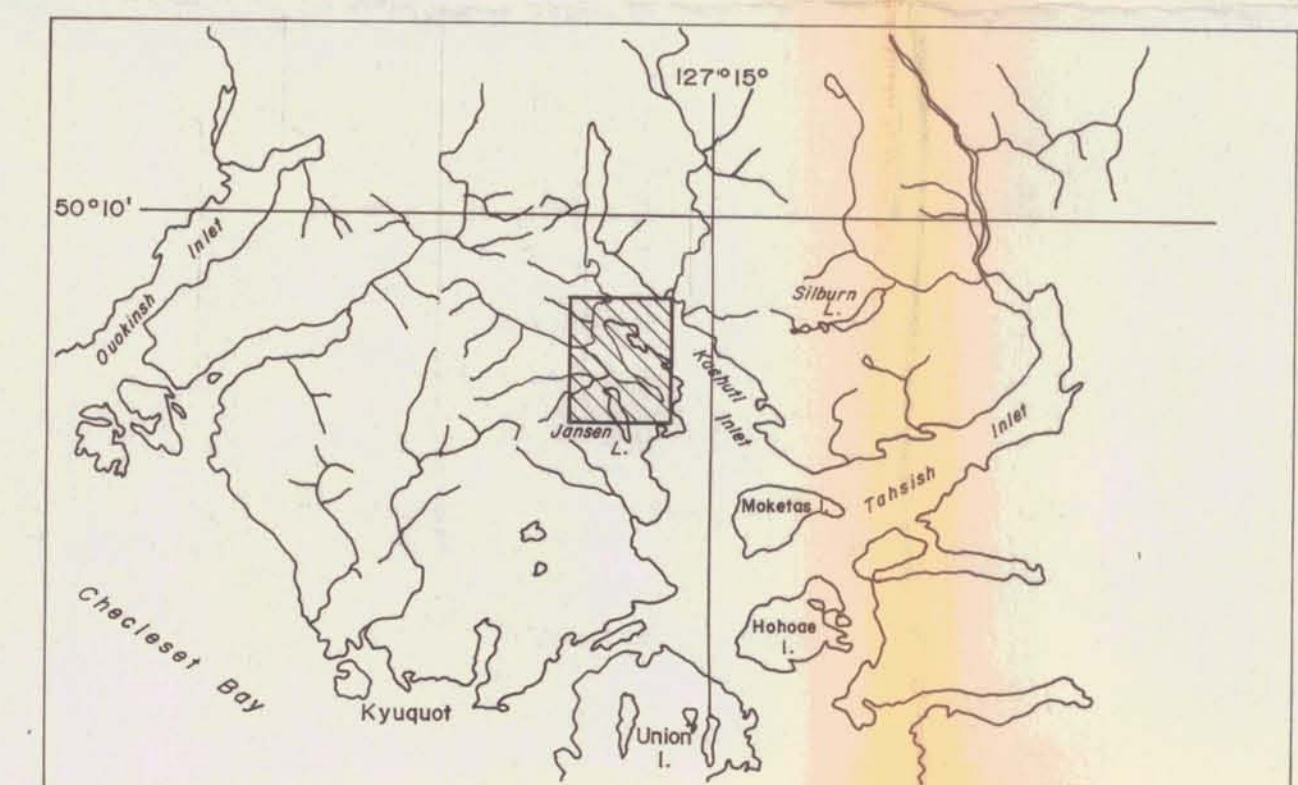 127°15°
50°10'
Ououkinsh
Inlet
Silburn
L.
Kashutl
Inlet
Jansen
L.
Tahsish
Inlet
Moketas I.
Hohoae
I.
Checleset Bay
Kyuquot
Union
I.